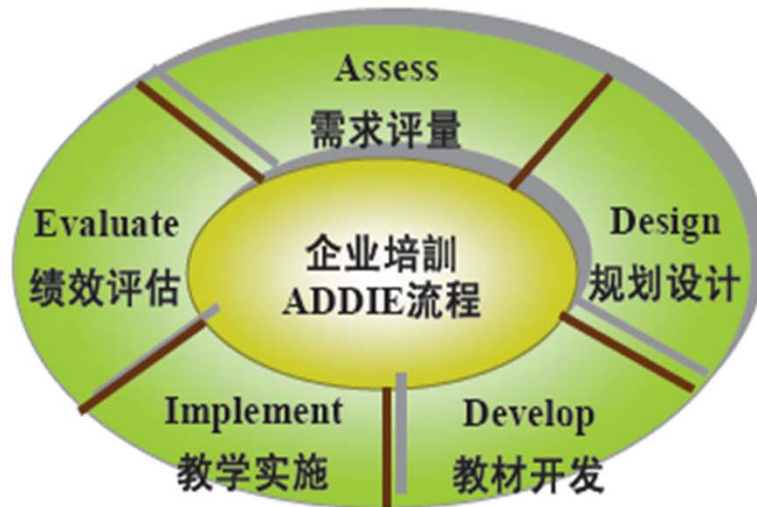 Assess
需求评量
Design
规划设计
Develop
教材开发
Implement
教学实施
Evaluate
绩效评估
企业培訓
ADDIE流程